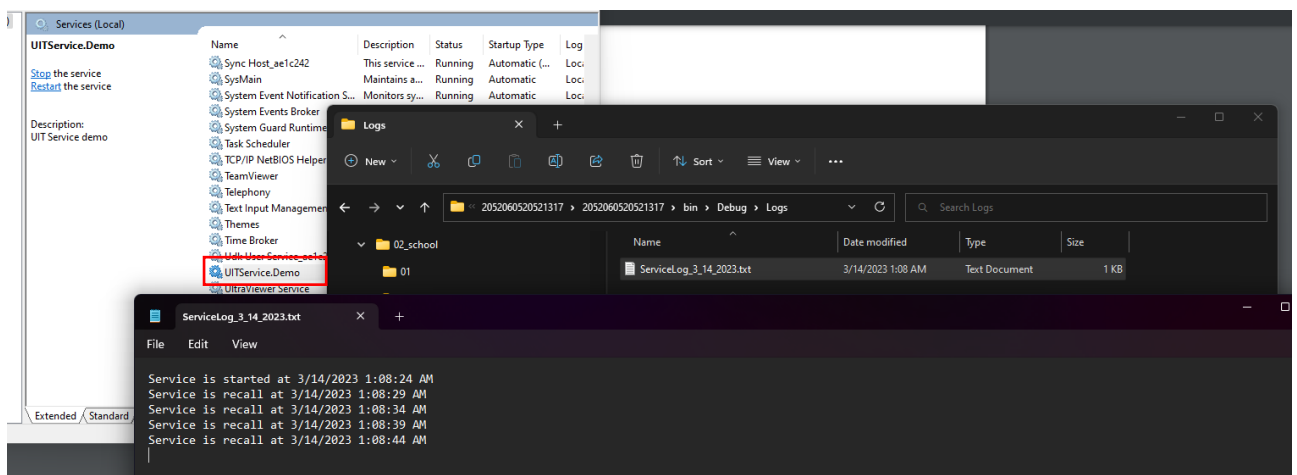 Services (Local)
UITService.Demo
Stop the service
Restart the service
Description:
UIT Service demo
Name Description Status Startup Type Log
Sync Host_ae1c242 This service ... Running Automatic (... Loca
SysMain Maintains a... Running Automatic Loca
System Event Notification S... Monitors sy... Running Automatic Loca
System Events Broker
System Guard Runtime
Task Scheduler
TCP/IP NetBIOS Helper
TeamViewer
Telephony
Text Input Managemen
Themes
Time Broker
Udk User Service_ae1c2
UITService.Demo
UltraViewer Service
Extended Standard
Logs
New Sort View
2052060520521317 › 2052060520521317 › bin › Debug › Logs
Search Logs
02_school
01
Name Date modified Type Size
ServiceLog_3_14_2023.txt 3/14/2023 1:08 AM Text Document 1 KB
ServiceLog_3_14_2023.txt
File Edit View
Service is started at 3/14/2023 1:08:24 AM
Service is recall at 3/14/2023 1:08:29 AM
Service is recall at 3/14/2023 1:08:34 AM
Service is recall at 3/14/2023 1:08:39 AM
Service is recall at 3/14/2023 1:08:44 AM